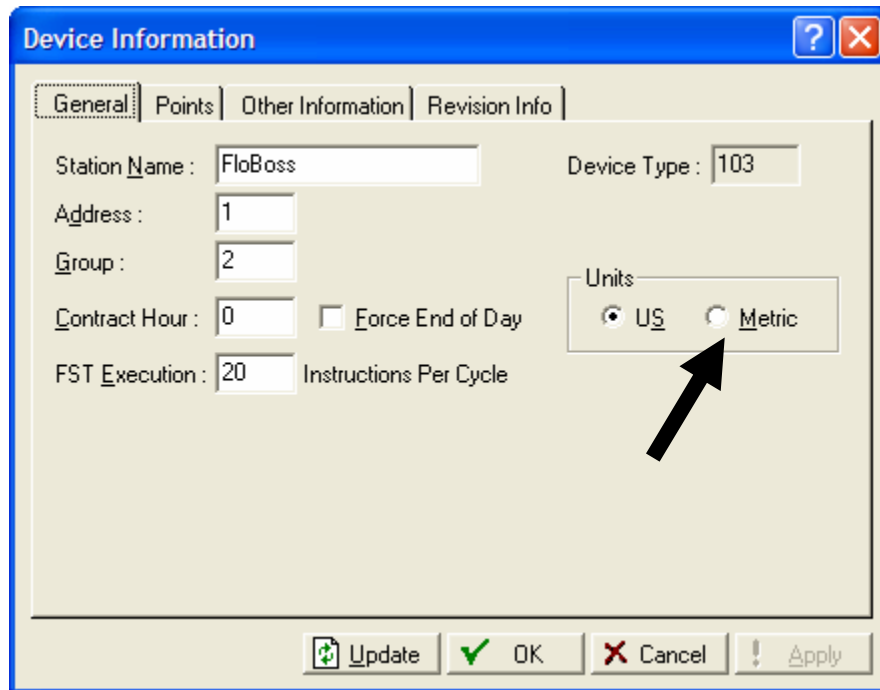 Device Information
General Points Other Information Revision Info
Station Name : FloBoss Device Type : 103
Address : 1
Group : 2
Units
Contract Hour : 0 Force End of Day US Metric
FST Execution : 20 Instructions Per Cycle
Update OK Cancel Apply